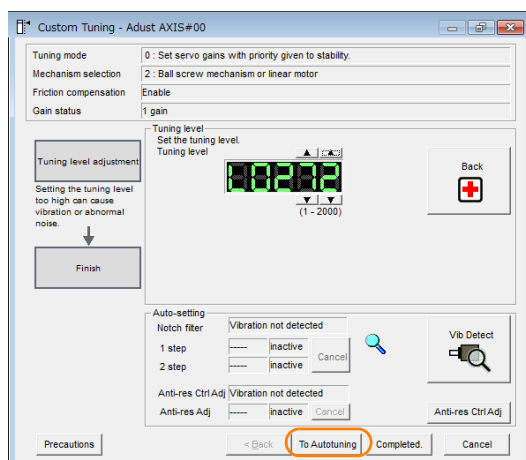 Custom Tuning - Adust AXIS#00
Tuning mode
0 : Set servo gains with priority given to stability.
Mechanism selection
2 : Ball screw mechanism or linear motor
Friction compensation
Enable
Gain status
1 gain
Tuning level adjustment
Setting the tuning level
too high can cause
vibration or abnormal
noise.
Finish
Tuning level
Set the tuning level.
Tuning level
L0272
(1 - 2000)
Back
Auto-setting
Notch filter
Vibration not detected
1 step
-----
inactive
2 step
-----
inactive
Cancel
Anti-res Ctrl Adj
Vibration not detected
Anti-res Adj
-----
inactive
Cancel
Vib Detect
Anti-res Ctrl Adj
Precautions
< Back
To Autotuning
Completed.
Cancel